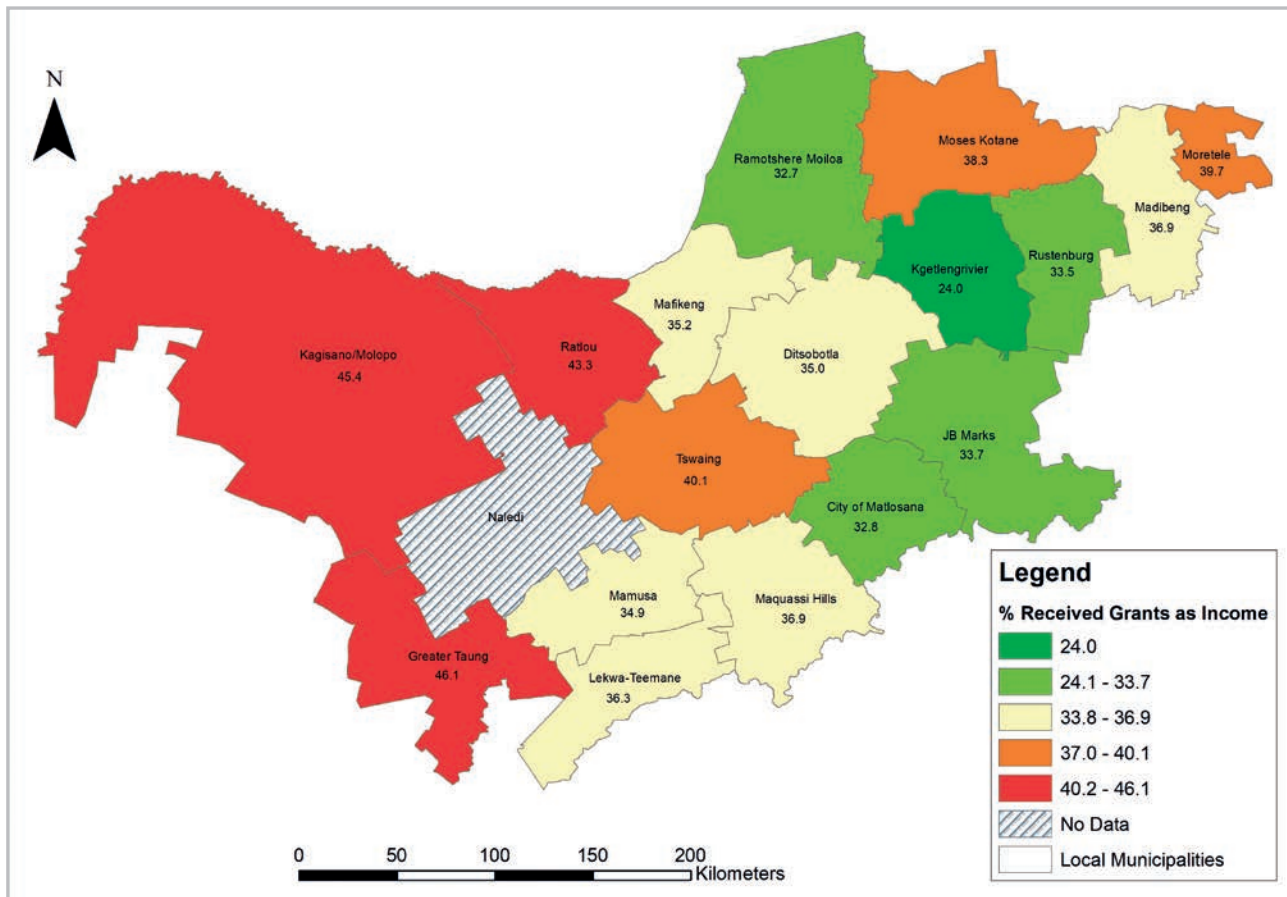 N
Ramotshere Moiloa
32.7
Moses Kotane
38.3
Moretele
39.7
Madibeng
36.9
Kgetlengrivier
24.0
Rustenburg
33.5
Mafikeng
35.2
Ditsobotla
35.0
Kagisano/Molopo
45.4
Ratlou
43.3
JB Marks
33.7
Tswaing
40.1
City of Matlosana
32.8
Naledi
Mamusa
34.9
Maquassi Hills
36.9
Greater Taung
46.1
Lekwa-Teemane
36.3
Legend
% Received Grants as Income
24.0
24.1 - 33.7
33.8 - 36.9
37.0 - 40.1
40.2 - 46.1
No Data
Local Municipalities
0 50 100 150 200
Kilometers